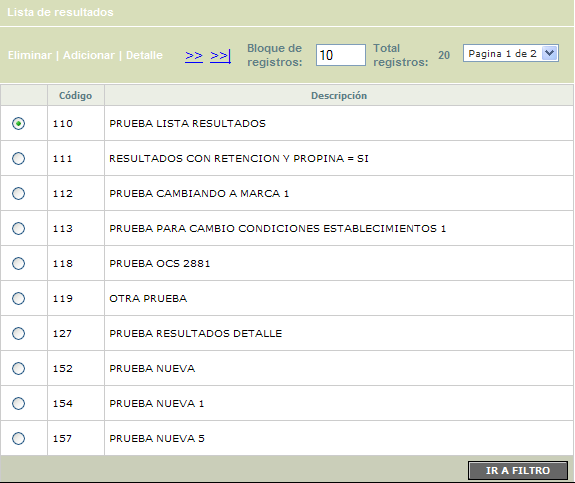 Lista de resultados
Eliminar | Adicionar | Detalle >> >>| Bloque de registros: 10 Total registros: 20 Pagina 1 de 2
Código Descripción
110 PRUEBA LISTA RESULTADOS
111 RESULTADOS CON RETENCION Y PROPINA = SI
112 PRUEBA CAMBIANDO A MARCA 1
113 PRUEBA PARA CAMBIO CONDICIONES ESTABLECIMIENTOS 1
118 PRUEBA OCS 2881
119 OTRA PRUEBA
127 PRUEBA RESULTADOS DETALLE
152 PRUEBA NUEVA
154 PRUEBA NUEVA 1
157 PRUEBA NUEVA 5
IR A FILTRO